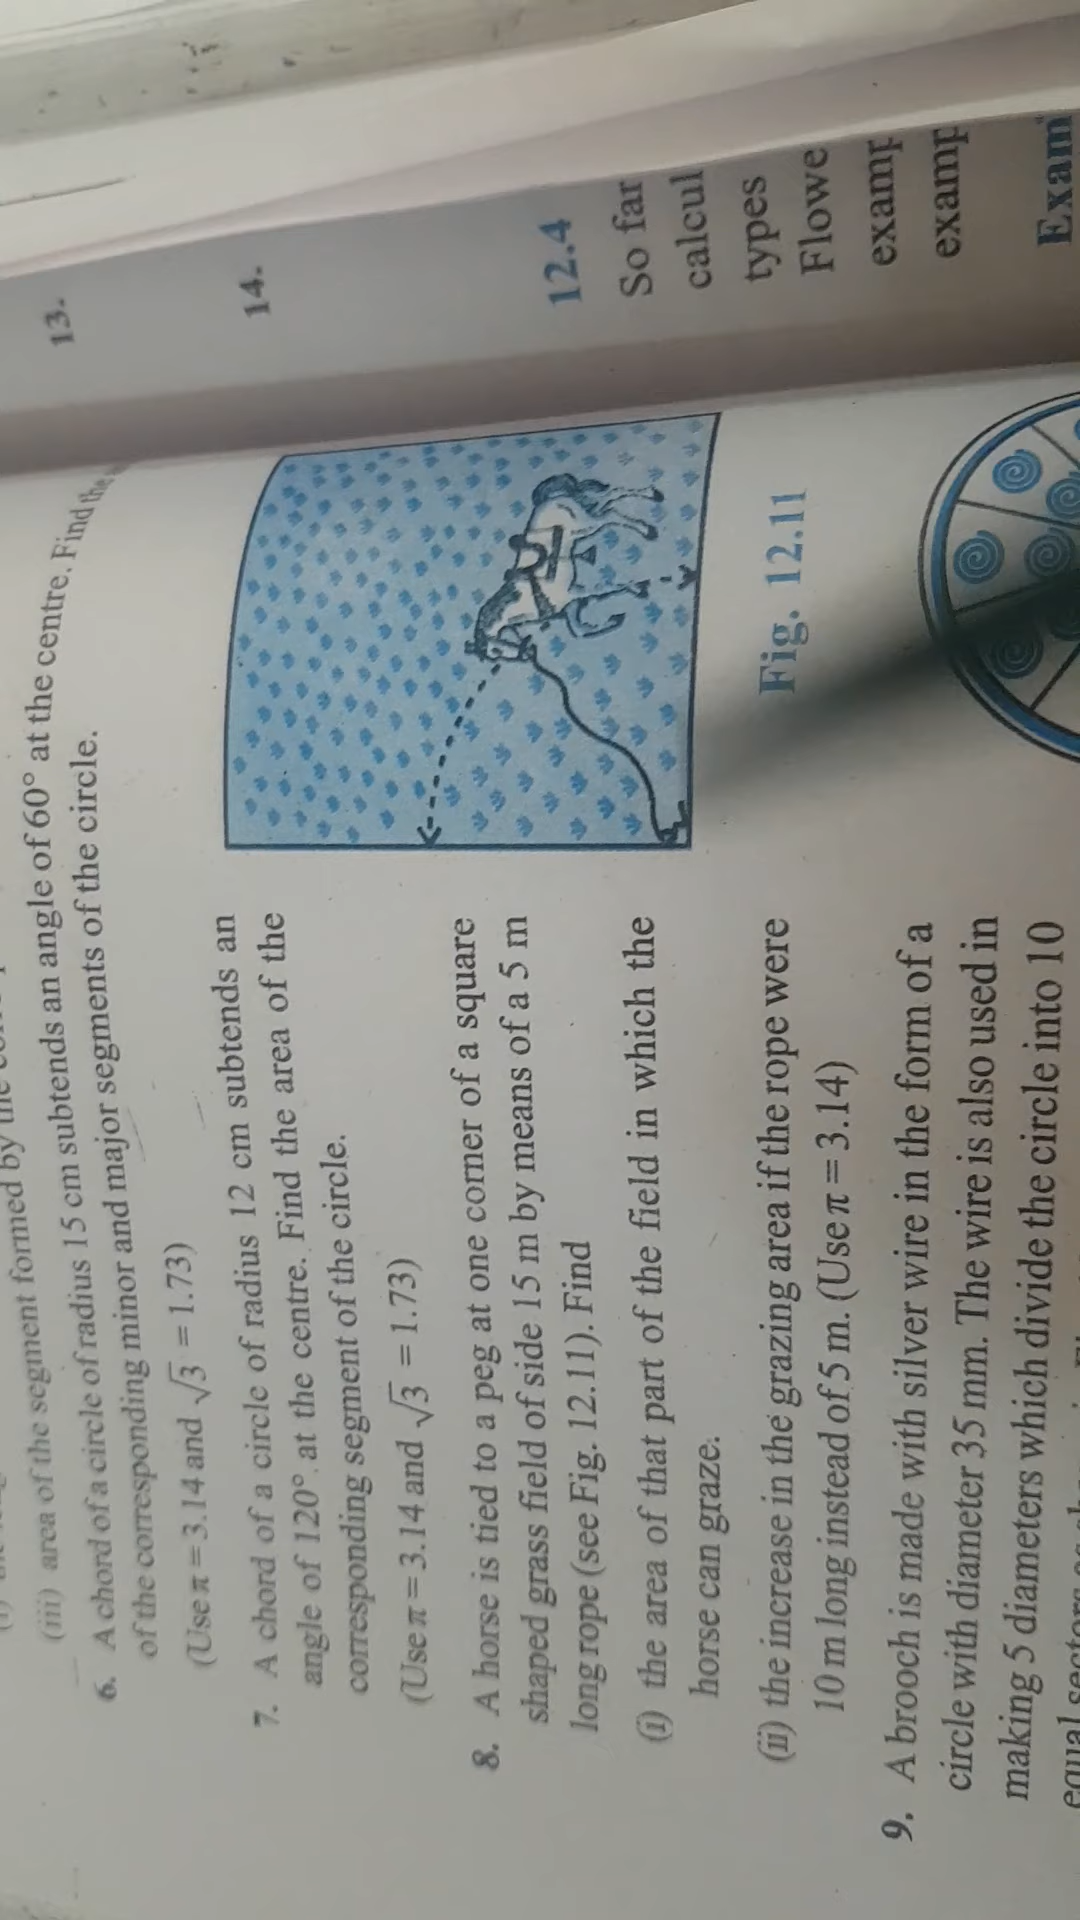 (iii) area of the segment formed by the
6. A chord of a circle of radius 15 cm subtends an angle of 60° at the centre. Find the
of the corresponding minor and major segments of the circle.
(Use π = 3.14 and √3 = 1.73)
7. A chord of a circle of radius 12 cm subtends an
angle of 120° at the centre. Find the area of the
corresponding segment of the circle.
(Use π = 3.14 and √3 = 1.73)
8. A horse is tied to a peg at one corner of a square
shaped grass field of side 15 m by means of a 5 m
long rope (see Fig. 12.11). Find
(i) the area of that part of the field in which the
horse can graze.
(ii) the increase in the grazing area if the rope were
10 m long instead of 5 m. (Use π = 3.14)
Fig. 12.11
9. A brooch is made with silver wire in the form of a
circle with diameter 35 mm. The wire is also used in
making 5 diameters which divide the circle into 10
equal sectors
13.
14.
12.4
So far
calcul
types
Flowe
examp
examp
Exam